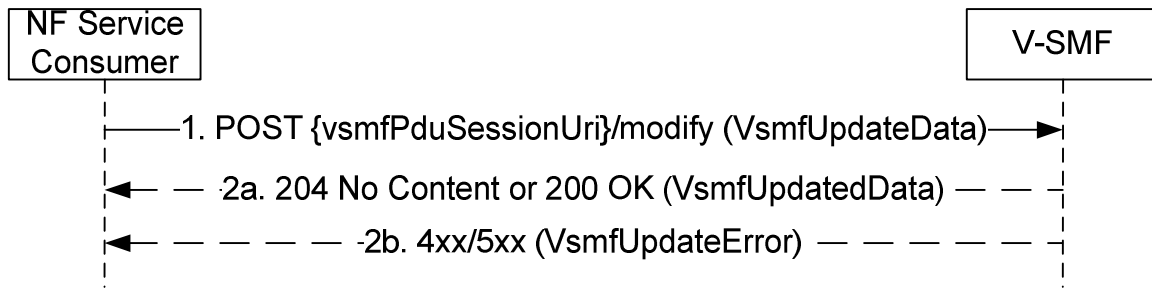 NF Service
Consumer
V-SMF
1. POST {vsmfPduSessionUri}/modify (VsmfUpdateData)
2a. 204 No Content or 200 OK (VsmfUpdatedData)
2b. 4xx/5xx (VsmfUpdateError)